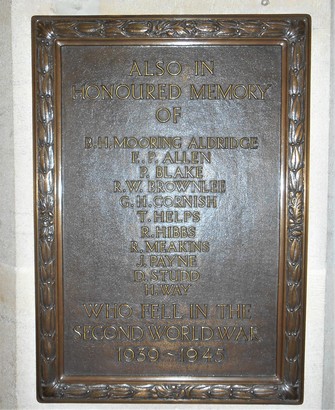 ALSO IN
HONOURED MEMORY
OF
B. H. MOORING ALDRIDGE
E. P. ALLEN
P. BLAKE
R. W. BROWNLEE
G. H. CORNISH
T. HELPS
R. HIBBS
R. MEAKINS
J. PAYNE
D. STUDD
H. WAY
WHO FELL IN THE
SECOND WORLD WAR
1939 ~ 1945